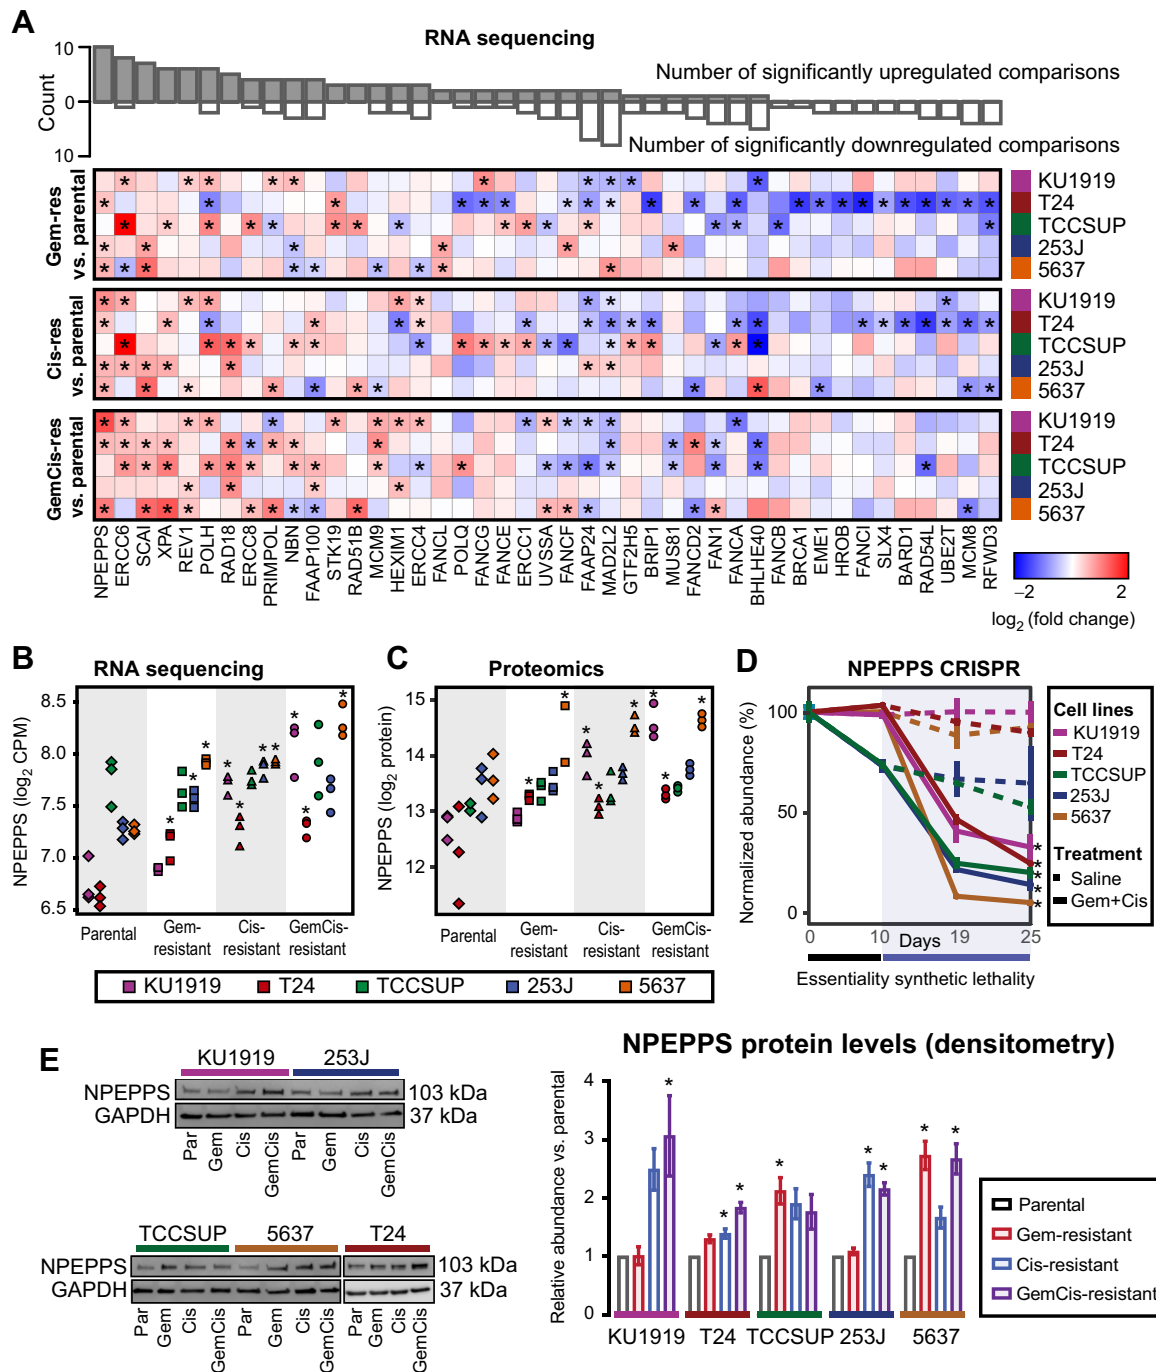 A
RNA sequencing
Count
10
0
10
Number of significantly upregulated comparisons
Number of significantly downregulated comparisons
Gem-res
vs. parental
KU1919
T24
TCCSUP
253J
5637
Cis-res
vs. parental
KU1919
T24
TCCSUP
253J
5637
GemCis-res
vs. parental
KU1919
T24
TCCSUP
253J
5637
NPEPPS
ERCC6
SCAI
XPA
REV1
POLH
RAD18
ERCC8
PRIMPOL
NBN
FAAP100
STK19
RAD51B
MCM9
HEXIM1
ERCC4
FANCL
POLQ
FANCG
FANCE
ERCC1
UVSSA
FANCF
FAAP24
MAD2L2
GTF2H5
BRIP1
MUS81
FANCD2
FAN1
FANCA
BHLHE40
FANCB
BRCA1
EME1
HROB
FANCI
SLX4
BARD1
RAD54L
UBE2T
MCM8
RFWD3
−2 2
log2 (fold change)
B
RNA sequencing
NPEPPS (log2 CPM)
8.5
8.0
7.5
7.0
6.5
Parental
Gem-
resistant
Cis-
resistant
GemCis-
resistant
C
Proteomics
NPEPPS (log2 protein)
15
14
13
12
Parental
Gem-
resistant
Cis-
resistant
GemCis-
resistant
KU1919 T24 TCCSUP 253J 5637
D
NPEPPS CRISPR
Normalized abundance (%)
100
50
0
0 10 19 25
Days
Essentiality synthetic lethality
Cell lines
KU1919
T24
TCCSUP
253J
5637
Treatment
Saline
Gem+Cis
E
KU1919 253J
NPEPPS 103 kDa
GAPDH 37 kDa
Par Gem Cis GemCis Par Gem Cis GemCis
TCCSUP 5637 T24
NPEPPS 103 kDa
GAPDH 37 kDa
Par Gem Cis GemCis Par Gem Cis GemCis Par Gem Cis GemCis
NPEPPS protein levels (densitometry)
Relative abundance vs. parental
4
3
2
1
0
KU1919 T24 TCCSUP 253J 5637
Parental
Gem-resistant
Cis-resistant
GemCis-resistant